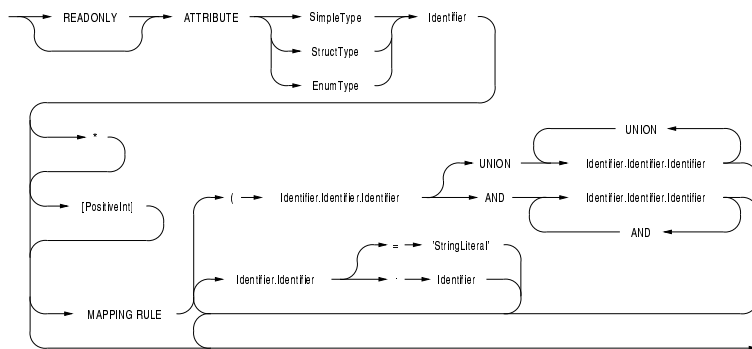 READONLY ATTRIBUTE SimpleType Identifier
StructType
EnumType
*
UNION
UNION Identifier.Identifier.Identifier
[PositiveInt] ( Identifier.Identifier.Identifier AND Identifier.Identifier.Identifier
AND
= 'StringLiteral'
Identifier.Identifier . Identifier
MAPPING RULE